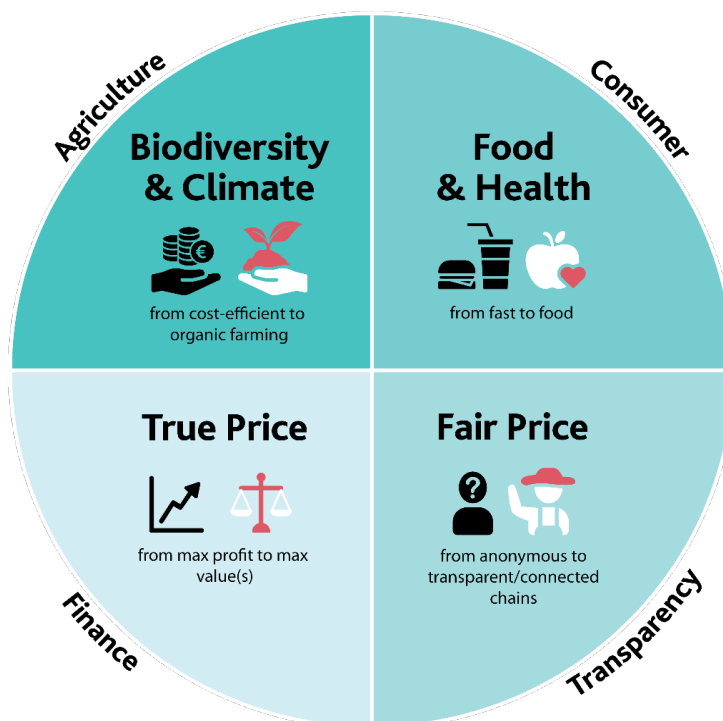 Agriculture
Consumer
Biodiversity
& Climate
€
from cost-efficient to
organic farming
Food
& Health
from fast to food
True Price
from max profit to max
value(s)
Fair Price
?
from anonymous to
transparent/connected
chains
Finance
Transparency